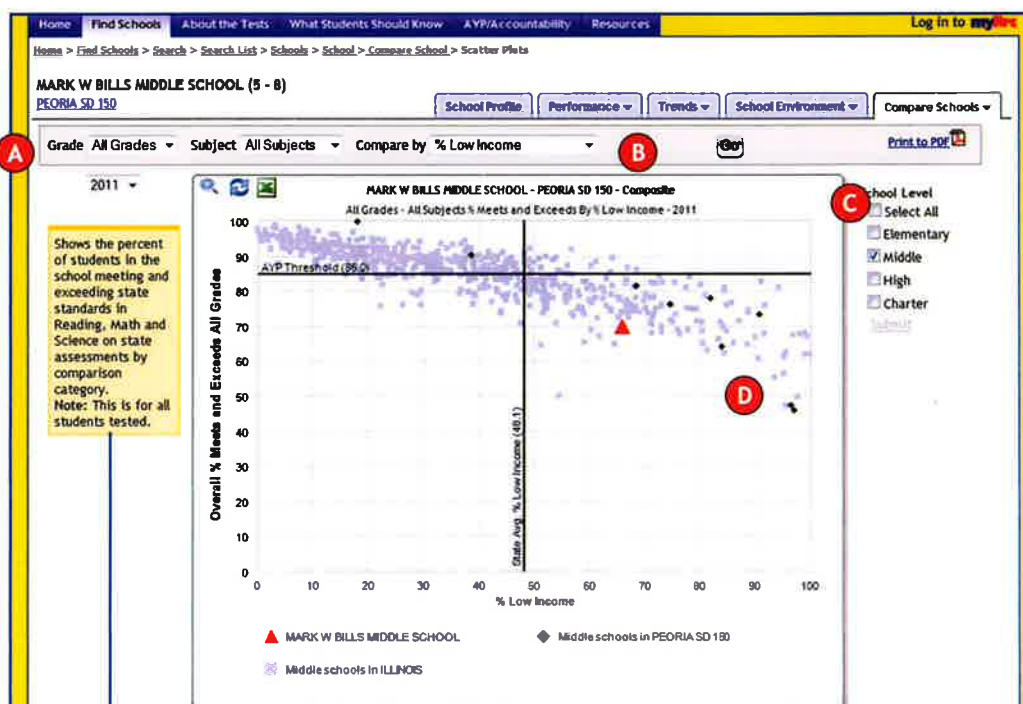 Home Find Schools About the Tests What Students Should Know AYP/Accountability Resources Log in to myiirc
Home > Find Schools > Search > Search List > Schools > School > Compare School > Scatter Plots
MARK W BILLS MIDDLE SCHOOL (5 - 8)
PEORIA SD 150
School Profile Performance Trends School Environment Compare Schools
A Grade All Grades Subject All Subjects Compare by % Low Income B Go Print to PDF
2011
Shows the percent
of students in the
school meeting and
exceeding state
standards in
Reading, Math and
Science on state
assessments by
comparison
category.
Note: This is for all
students tested.
MARK W BILLS MIDDLE SCHOOL - PEORIA SD 150 - Composite
All Grades - All Subjects % Meets and Exceeds By % Low Income - 2011
Overall % Meets and Exceeds All Grades
100
90
80
70
60
50
40
30
20
10
0
AYP Threshold (85.0)
State Avg. % Low Income (48.1)
D
0 10 20 30 40 50 60 70 80 90 100
% Low Income
MARK W BILLS MIDDLE SCHOOL Middle schools in PEORIA SD 150
Middle schools in ILLINOIS
C
School Level
Select All
Elementary
Middle
High
Charter
Submit